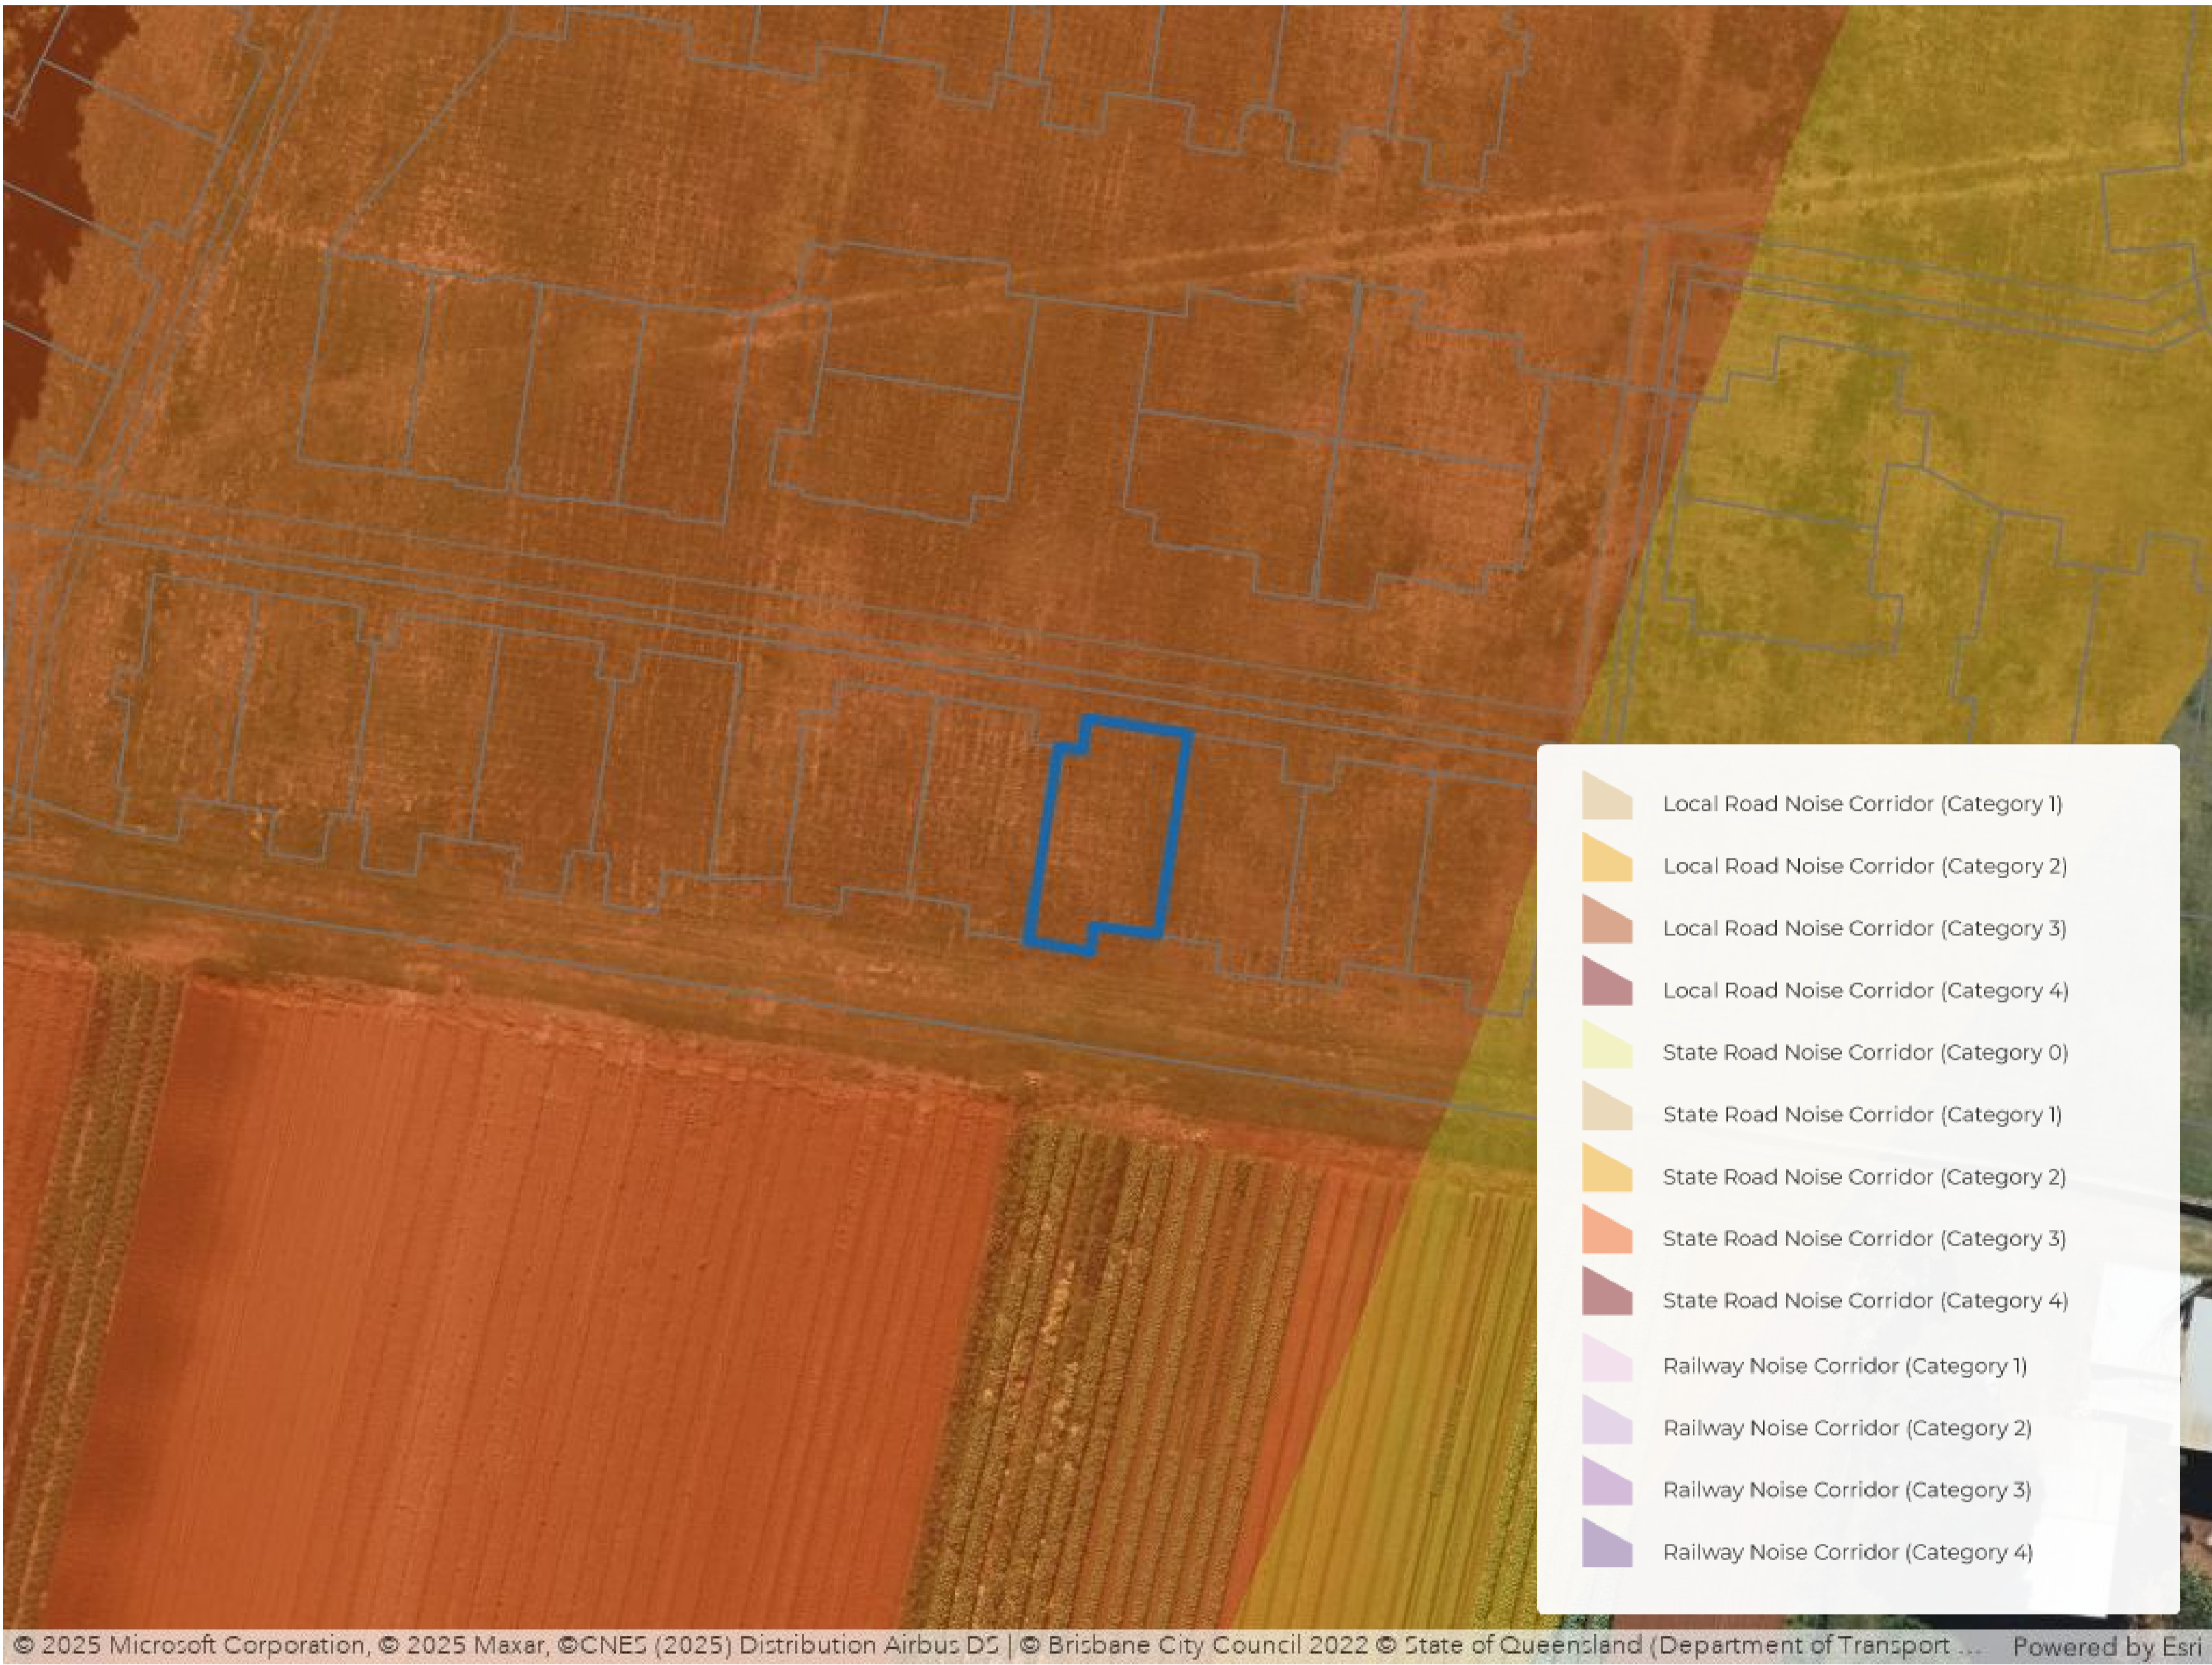 Local Road Noise Corridor (Category 1)
Local Road Noise Corridor (Category 2)
Local Road Noise Corridor (Category 3)
Local Road Noise Corridor (Category 4)
State Road Noise Corridor (Category 0)
State Road Noise Corridor (Category 1)
State Road Noise Corridor (Category 2)
State Road Noise Corridor (Category 3)
State Road Noise Corridor (Category 4)
Railway Noise Corridor (Category 1)
Railway Noise Corridor (Category 2)
Railway Noise Corridor (Category 3)
Railway Noise Corridor (Category 4)
© 2025 Microsoft Corporation, © 2025 Maxar, ©CNES (2025) Distribution Airbus DS | © Brisbane City Council 2022 © State of Queensland (Department of Transport ... Powered by Esri